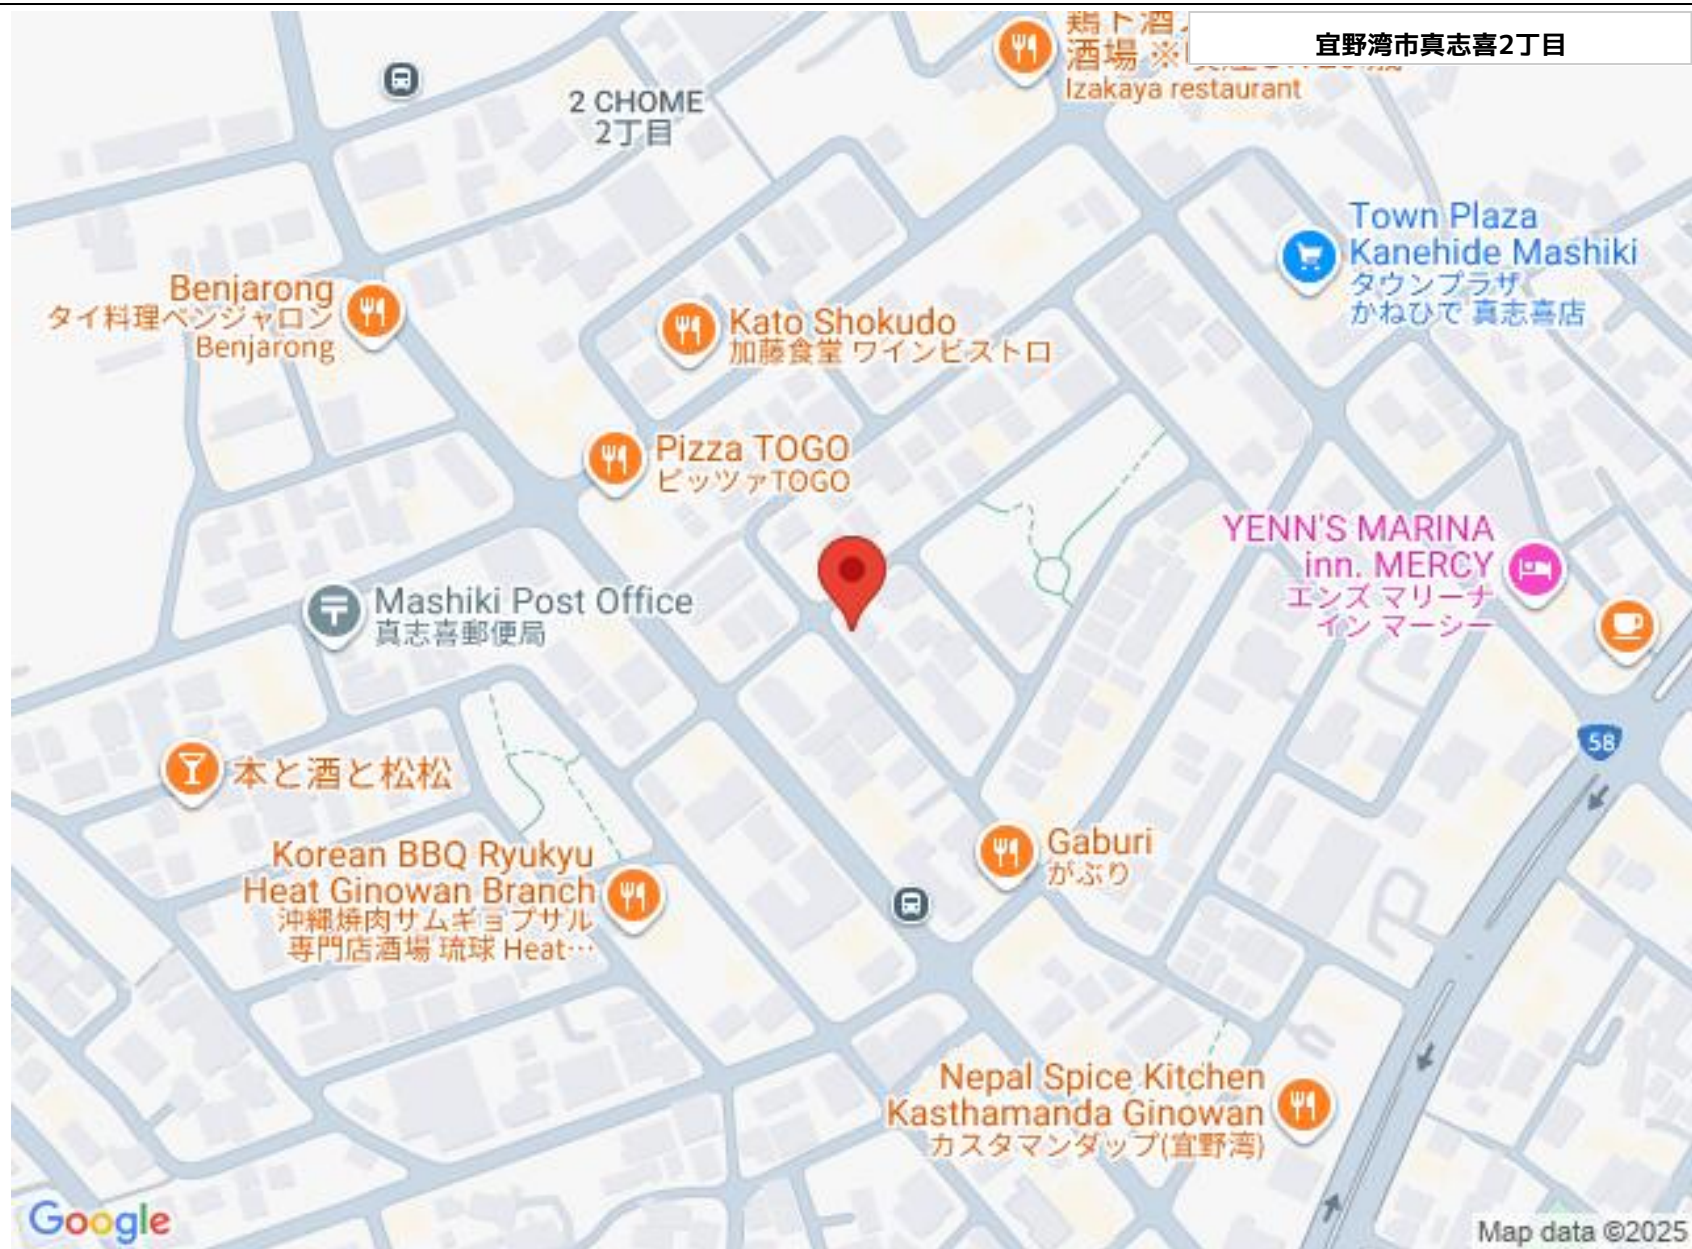 宜野湾市真志喜2丁目
酒場 ※
Izakaya restaurant
2 CHOME
2丁目
Town Plaza
Kanehide Mashiki
タウンプラザ
かねひで 真志喜店
Benjarong
タイ料理ベンジャロン
Benjarong
Kato Shokudo
加藤食堂 ワインビストロ
Pizza TOGO
ピッツァTOGO
YENN'S MARINA
inn. MERCY
エンズ マリーナ
イン マーシー
Mashiki Post Office
真志喜郵便局
58
本と酒と松松
Korean BBQ Ryukyu
Heat Ginowan Branch
沖縄焼肉サムギョプサル
専門店酒場 琉球 Heat…
Gaburi
がぶり
Nepal Spice Kitchen
Kasthamanda Ginowan
カスタマンダップ(宜野湾)
Google
Map data ©2025